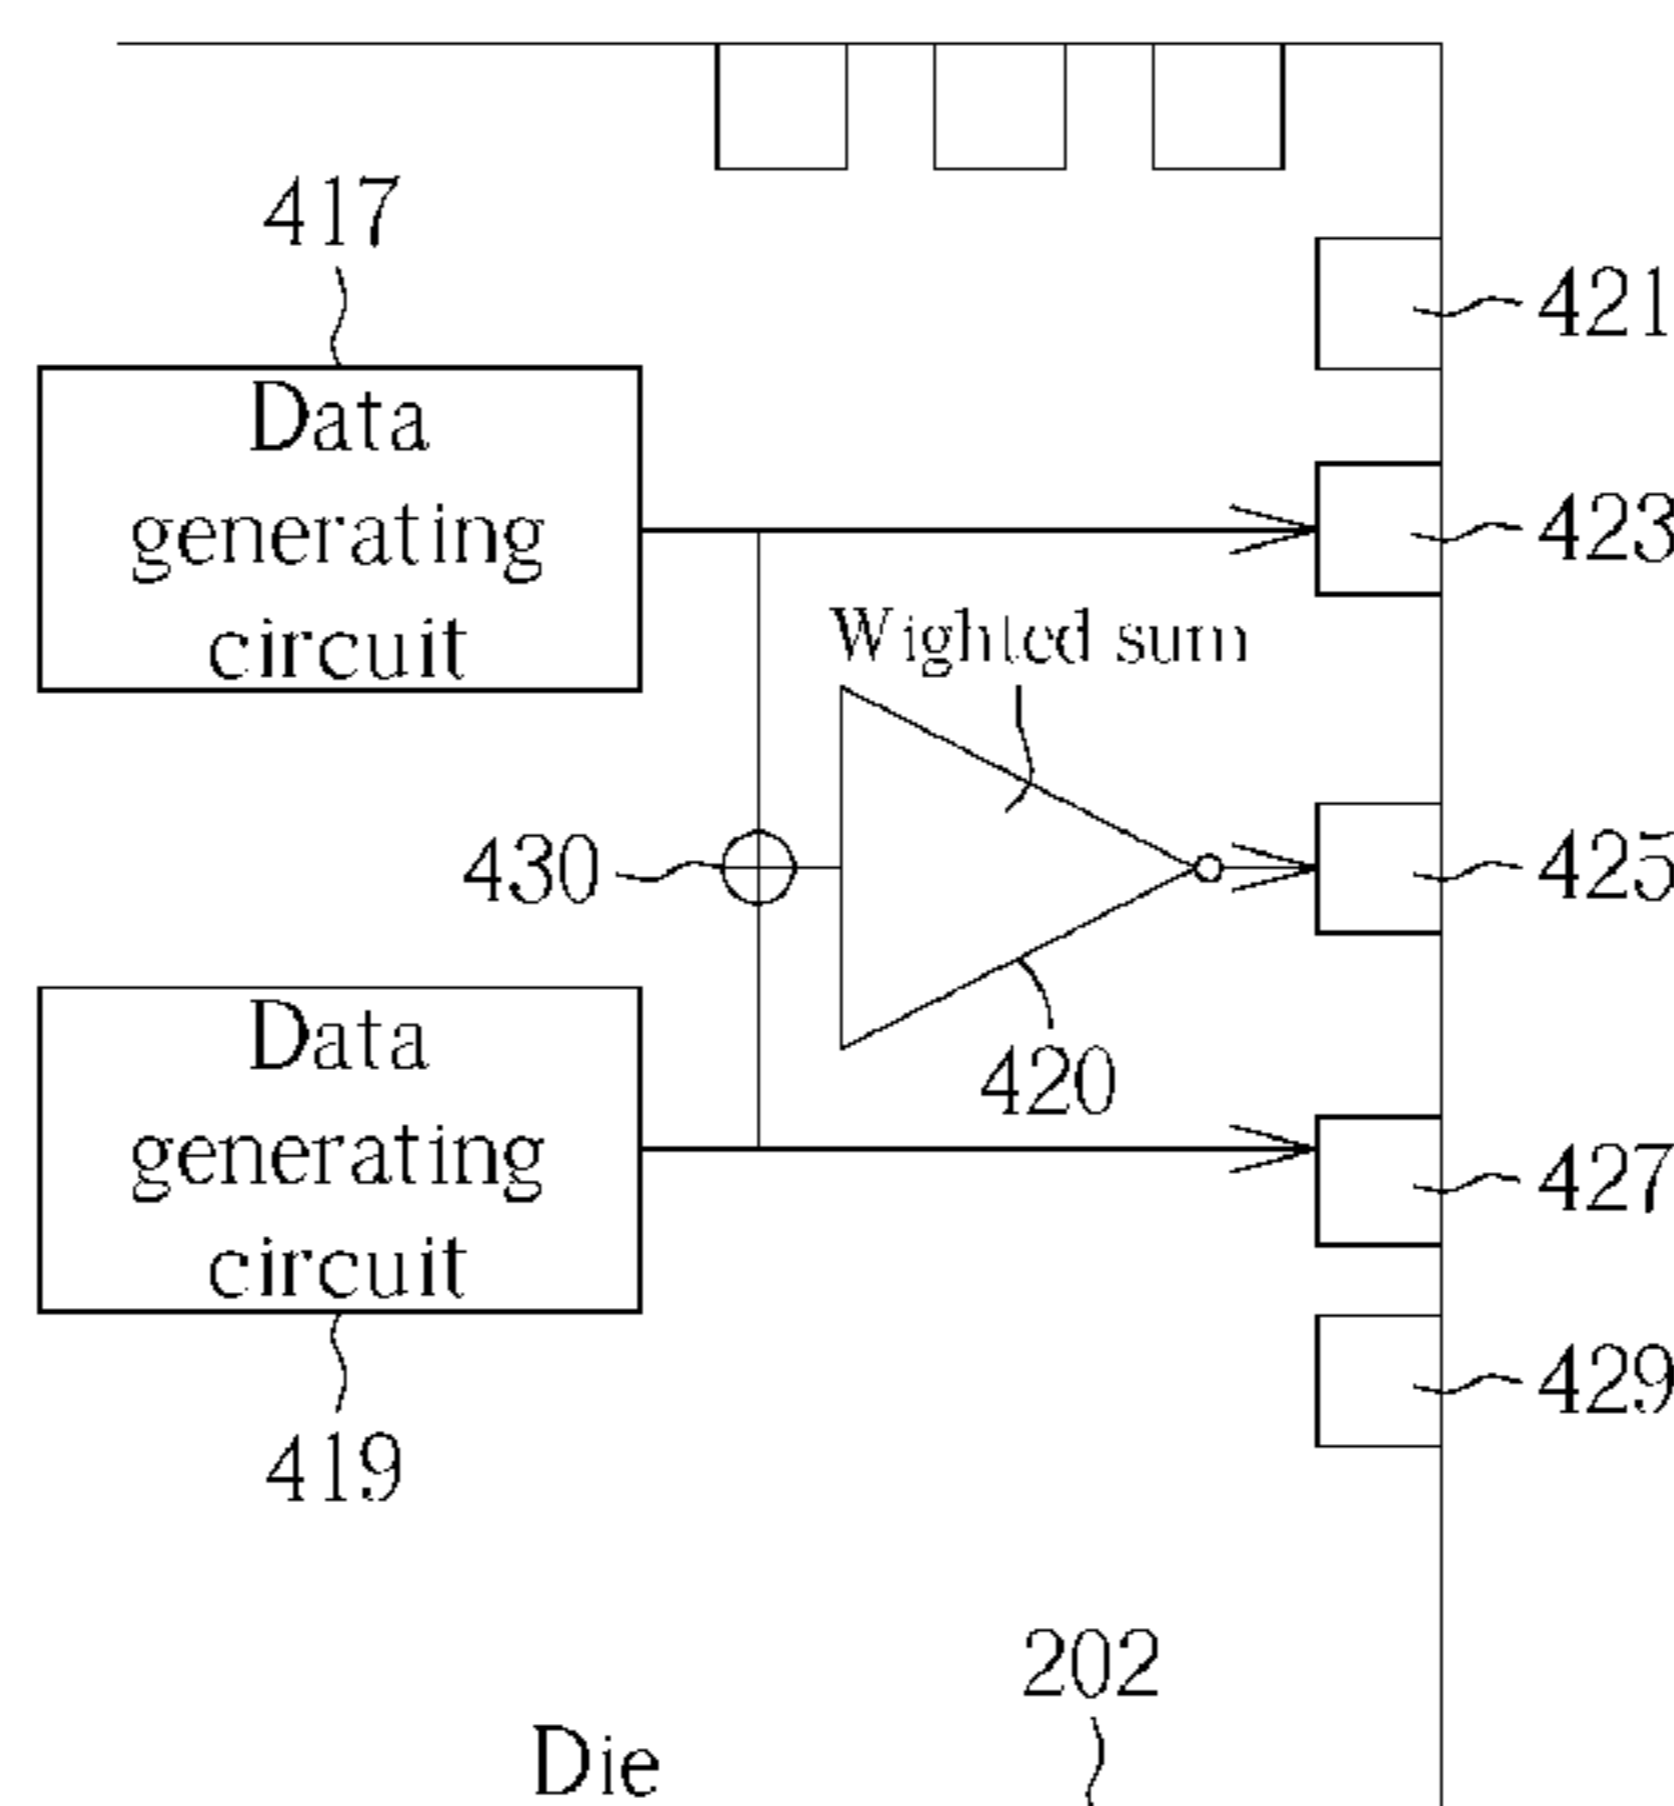 417
421
Data
generating
circuit
423
Wighted sum
430
425
Data
generating
circuit
420
427
429
419
202
Die